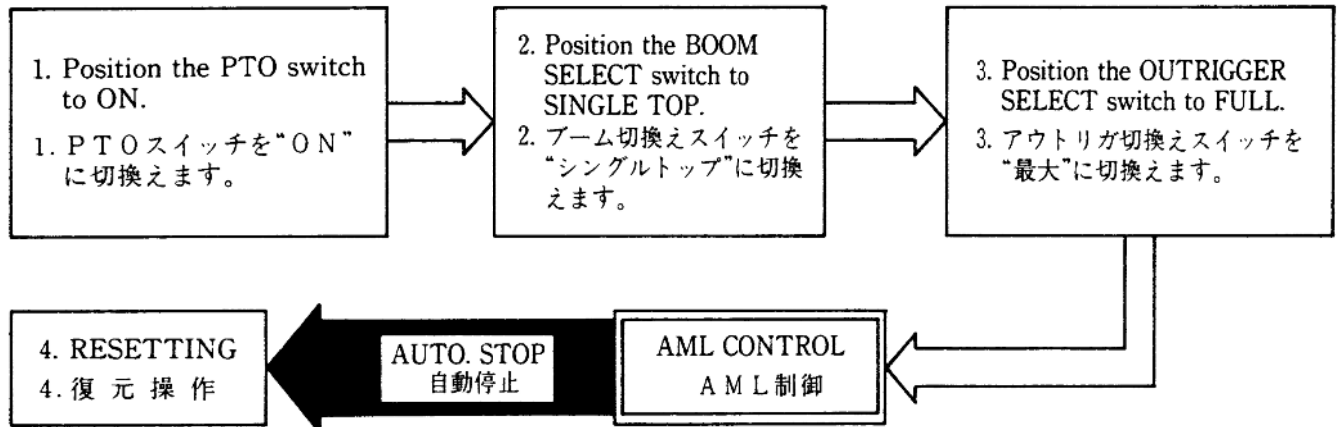 1. Position the PTO switch
to ON.
1. PTOスイッチを“ON”
に切換えます。
2. Position the BOOM
SELECT switch to
SINGLE TOP.
2. ブーム切換えスイッチを
“シングルトップ”に切換
えます。
3. Position the OUTRIGGER
SELECT switch to FULL.
3. アウトリガ切換えスイッチを
“最大”に切換えます。
AML CONTROL
AML制御
AUTO. STOP
自動停止
4. RESETTING
4. 復元操作